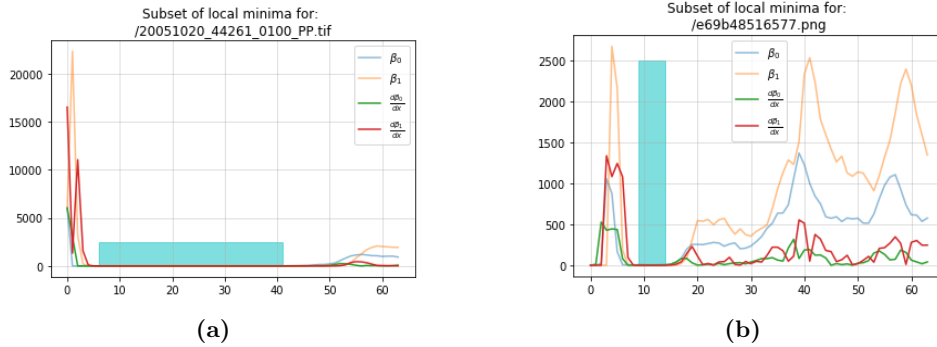 Subset of local minima for:
/20051020_44261_0100_PP.tif
20000
15000
10000
5000
0
0 10 20 30 40 50 60
β₀
β₁
dβ₀/dx
dβ₁/dx
(a)
Subset of local minima for:
/e69b48516577.png
2500
2000
1500
1000
500
0
0 10 20 30 40 50 60
β₀
β₁
dβ₀/dx
dβ₁/dx
(b)